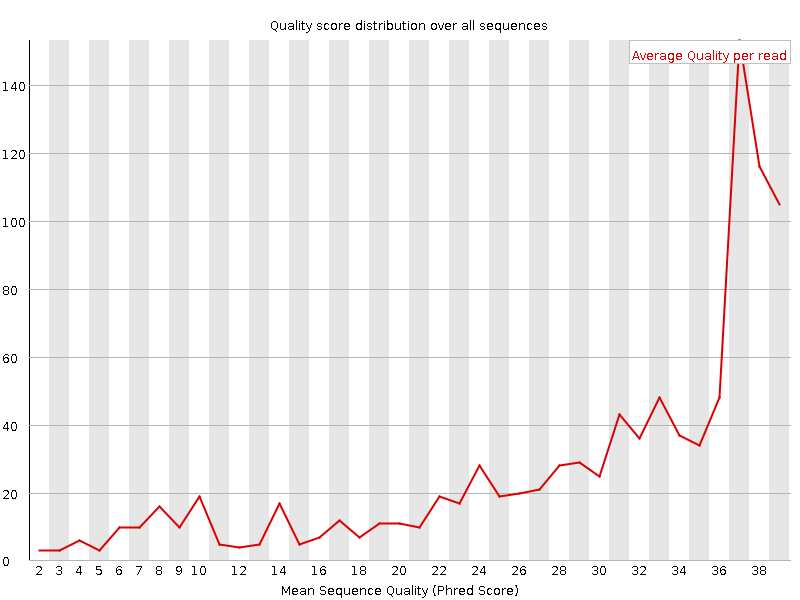 Quality score distribution over all sequences
Average Quality per read
140
120
100
80
60
40
20
0
2 3 4 5 6 7 8 9 10 12 14 16 18 20 22 24 26 28 30 32 34 36 38
Mean Sequence Quality (Phred Score)